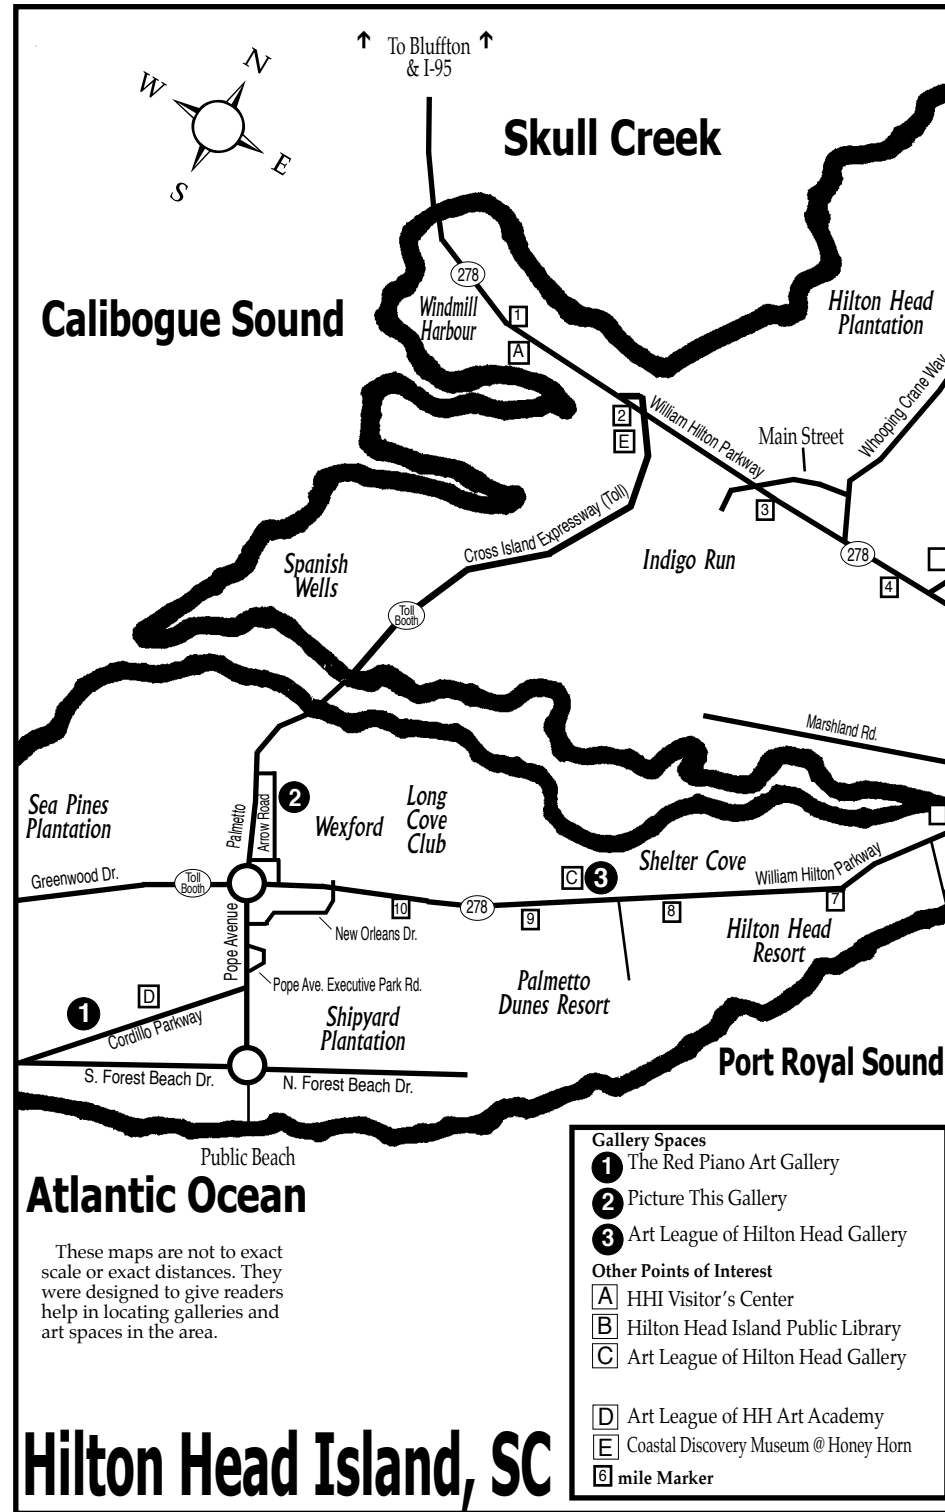 To Bluffton
& I-95
N
W
E
S
Skull Creek
278
Calibogue Sound
Windmill
Harbour
Hilton Head
Plantation
1
A
2
E
William Hilton Parkway
Main Street
Whooping Crane Way
3
Cross Island Expressway (Toll)
278
4
Indigo Run
Spanish
Wells
Toll
Booth
Marshland Rd.
Sea Pines
Plantation
Palmetto
Arrow Road
2
Wexford
Long
Cove
Club
Shelter Cove
C
3
William Hilton Parkway
Greenwood Dr.
Toll
Booth
10
278
9
8
7
Pope Avenue
New Orleans Dr.
Hilton Head
Resort
Pope Ave. Executive Park Rd.
Palmetto
Dunes Resort
D
1
Cordillo Parkway
Shipyard
Plantation
Port Royal Sound
S. Forest Beach Dr.
N. Forest Beach Dr.
Public Beach
Atlantic Ocean
These maps are not to exact
scale or exact distances. They
were designed to give readers
help in locating galleries and
art spaces in the area.
Gallery Spaces
1 The Red Piano Art Gallery
2 Picture This Gallery
3 Art League of Hilton Head Gallery
Other Points of Interest
A HHI Visitor's Center
B Hilton Head Island Public Library
C Art League of Hilton Head Gallery
D Art League of HH Art Academy
E Coastal Discovery Museum @ Honey Horn
6 mile Marker
Hilton Head Island, SC